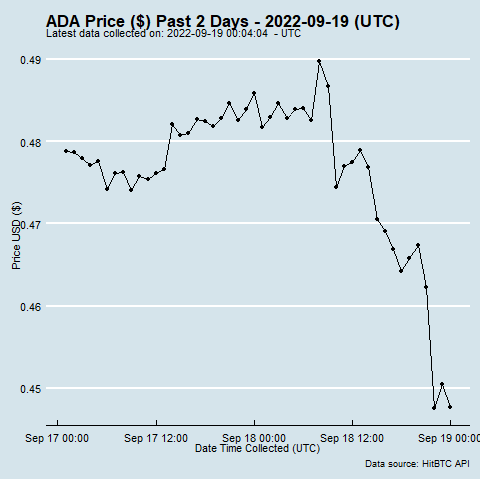 ADA Price ($) Past 2 Days - 2022-09-19 (UTC)
Latest data collected on: 2022-09-19 00:04:04 - UTC
0.49
0.48
0.47
0.46
0.45
Price USD ($)
Sep 17 00:00 Sep 17 12:00 Sep 18 00:00 Sep 18 12:00 Sep 19 00:00
Date Time Collected (UTC)
Data source: HitBTC API